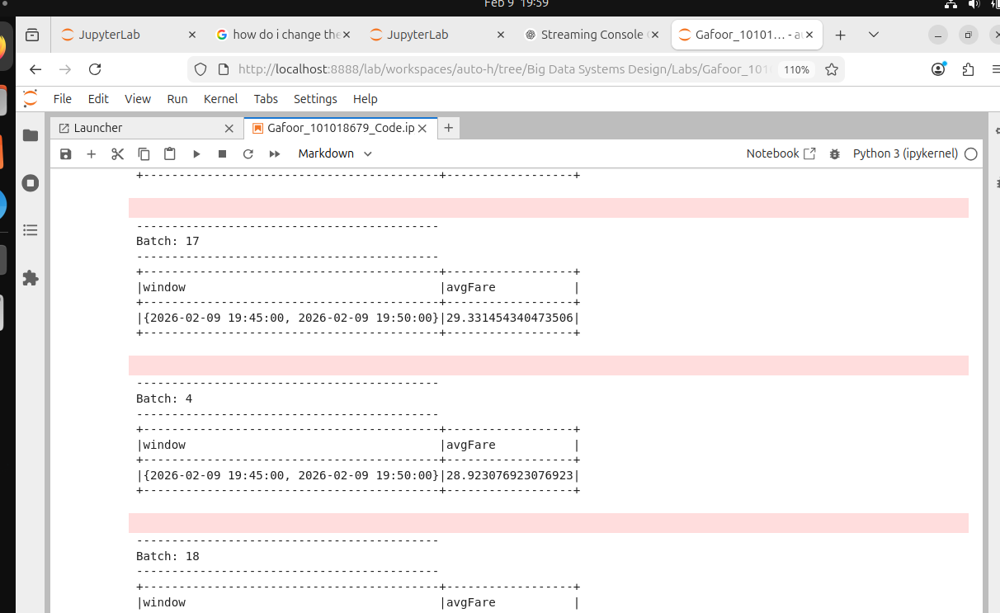 Feb 9 19:59
JupyterLab
how do i change the
JupyterLab
Streaming Console
Gafoor_10101… - au
http://localhost:8888/lab/workspaces/auto-h/tree/Big Data Systems Design/Labs/Gafoor_101
110%
File Edit View Run Kernel Tabs Settings Help
Launcher
Gafoor_101018679_Code.ip
Markdown
Notebook
Python 3 (ipykernel)
+------------------------------------------+------------------+
-------------------------------------------
Batch: 17
-------------------------------------------
+------------------------------------------+------------------+
|window                                    |avgFare           |
+------------------------------------------+------------------+
|{2026-02-09 19:45:00, 2026-02-09 19:50:00}|29.331454340473506|
+------------------------------------------+------------------+
-------------------------------------------
Batch: 4
-------------------------------------------
+------------------------------------------+------------------+
|window                                    |avgFare           |
+------------------------------------------+------------------+
|{2026-02-09 19:45:00, 2026-02-09 19:50:00}|28.923076923076923|
+------------------------------------------+------------------+
-------------------------------------------
Batch: 18
-------------------------------------------
+------------------------------------------+------------------+
|window                                    |avgFare           |